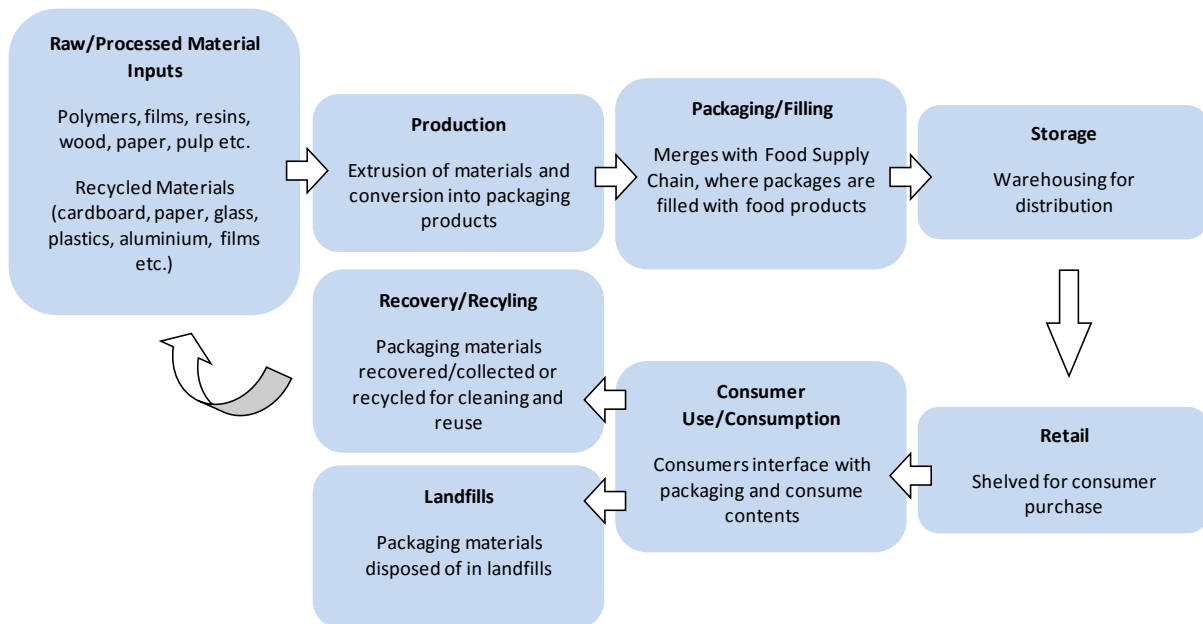 Raw/Processed Material
Inputs
Polymers, films, resins,
wood, paper, pulp etc.
Recycled Materials
(cardboard, paper, glass,
plastics, aluminium, films
etc.)
Production
Extrusion of materials and
conversion into packaging
products
Packaging/Filling
Merges with Food Supply
Chain, where packages are
filled with food products
Storage
Warehousing for
distribution
Retail
Shelved for consumer
purchase
Consumer
Use/Consumption
Consumers interface with
packaging and consume
contents
Recovery/Recyling
Packaging materials
recovered/collected or
recycled for cleaning and
reuse
Landfills
Packaging materials
disposed of in landfills